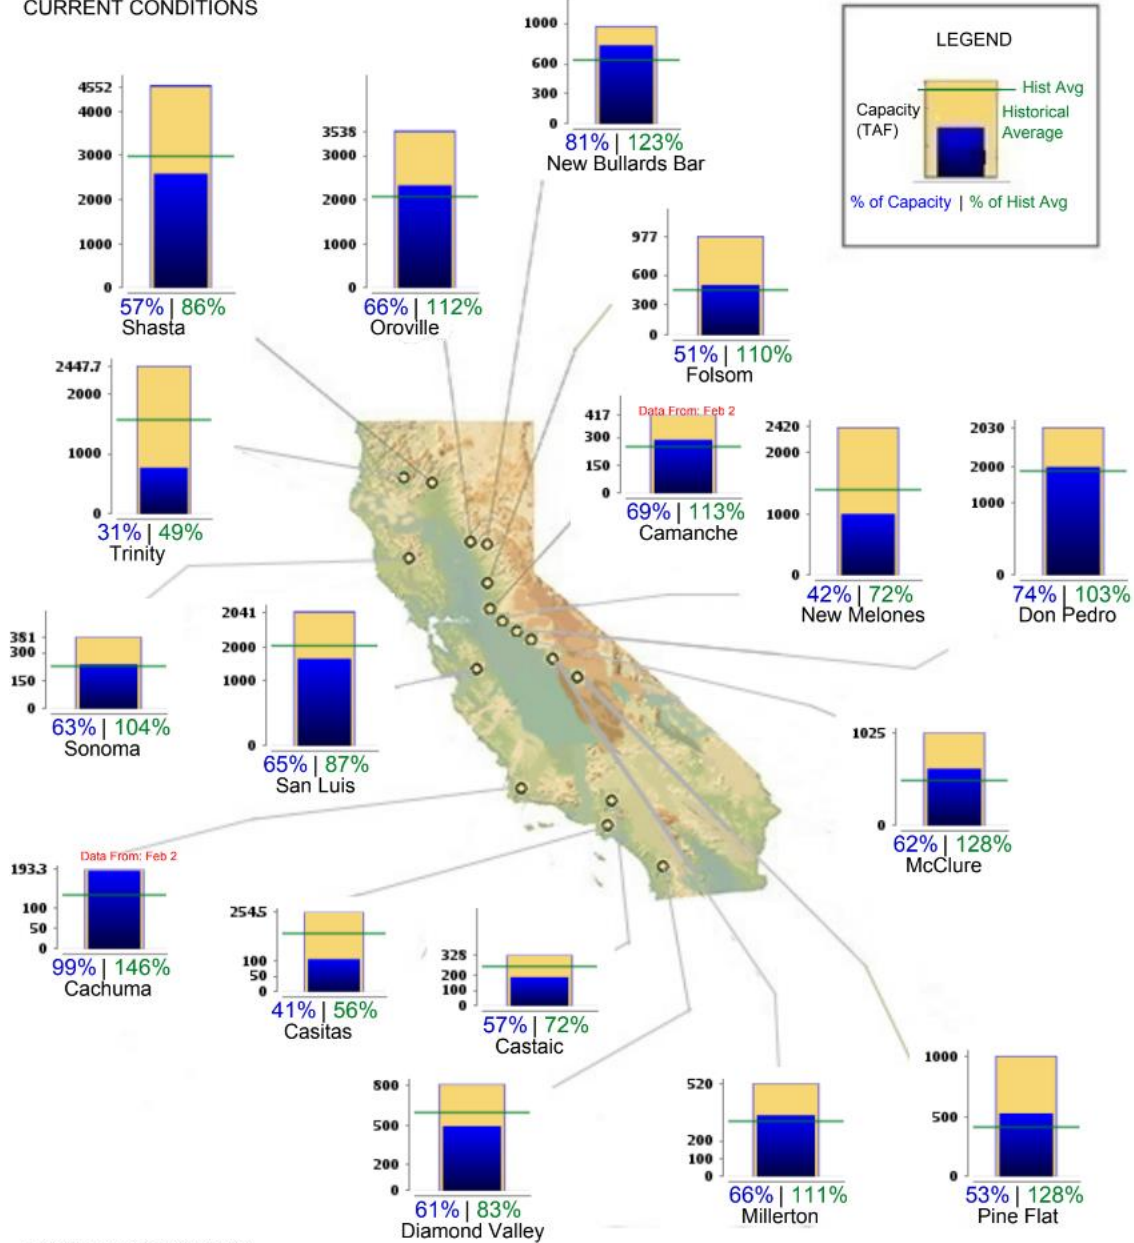 CURRENT CONDITIONS
1000
600
300
0
81% | 123%
New Bullards Bar
LEGEND
Hist Avg
Capacity
(TAF)
Historical
Average
% of Capacity | % of Hist Avg
4552
4000
3000
2000
1000
0
57% | 86%
Shasta
3538
3000
2000
1000
0
66% | 112%
Oroville
977
600
300
0
51% | 110%
Folsom
2447.7
2000
1000
0
31% | 49%
Trinity
Data From: Feb 2
417
300
150
0
69% | 113%
Camanche
2420
2000
1000
0
42% | 72%
New Melones
2030
2000
1000
0
74% | 103%
Don Pedro
381
300
150
0
63% | 104%
Sonoma
2041
2000
1000
0
65% | 87%
San Luis
1025
0
62% | 128%
McClure
Data From: Feb 2
193.3
100
50
0
99% | 146%
Cachuma
254.5
100
50
0
41% | 56%
Casitas
328
200
100
0
57% | 72%
Castaic
800
500
200
0
61% | 83%
Diamond Valley
520
200
100
0
66% | 111%
Millerton
1000
500
0
53% | 128%
Pine Flat